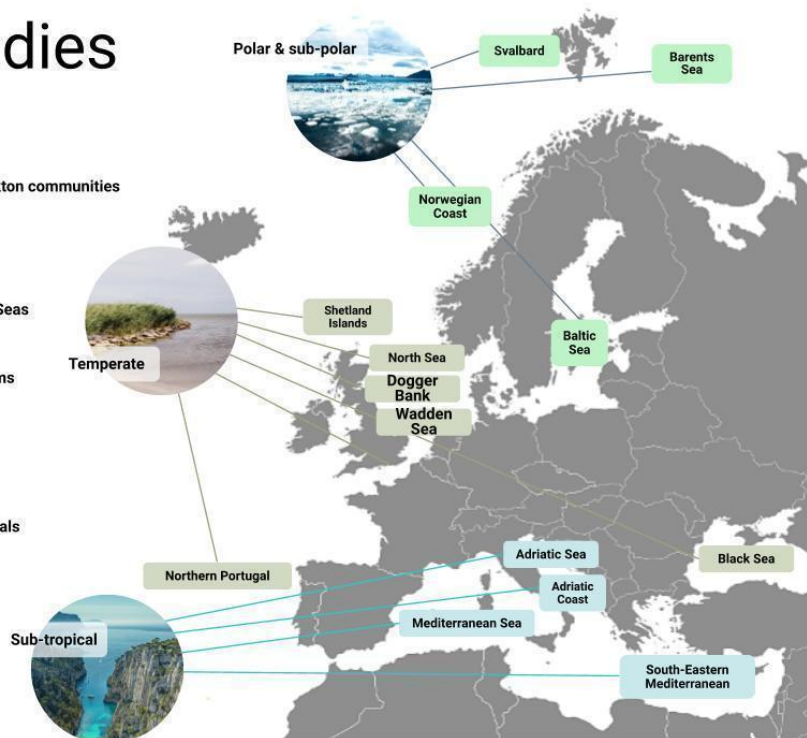 dies
Polar & sub-polar
Svalbard
Barents
Sea
ton communities
Norwegian
Coast
Seas
Shetland
Islands
Baltic
Sea
North Sea
Temperate
ms
Dogger
Bank
Wadden
Sea
als
Adriatic Sea
Black Sea
Northern Portugal
Adriatic
Coast
Mediterranean Sea
Sub-tropical
South-Eastern
Mediterranean